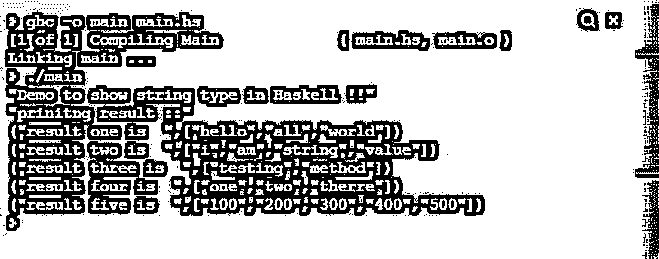 > ghc -o main main.hs
[1 of 1] Compiling Main             ( main.hs, main.o )
Linking main ...
> ./main
"Demo to show string type in Haskell !!"
"prinitng result ::"
("result one is  ",["hello","all","world"])
("result two is  ",["i","am","string","value"])
("result three is  ",["testing","method"])
("result four is  ",["one","two","therre"])
("result five is  ",["100","200","300","400","500"])
>